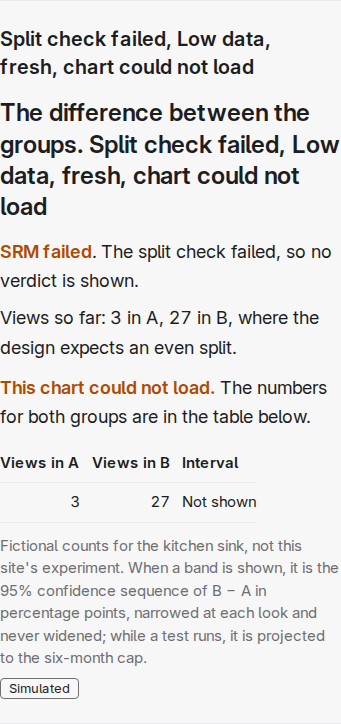 Split check failed, Low data,
fresh, chart could not load
The difference between the
groups. Split check failed, Low
data, fresh, chart could not
load
SRM failed. The split check failed, so no
verdict is shown.
Views so far: 3 in A, 27 in B, where the
design expects an even split.
This chart could not load. The numbers
for both groups are in the table below.
Views in A Views in B Interval
3 27 Not shown
Fictional counts for the kitchen sink, not this
site's experiment. When a band is shown, it is the
95% confidence sequence of B − A in
percentage points, narrowed at each look and
never widened; while a test runs, it is projected
to the six-month cap.
Simulated